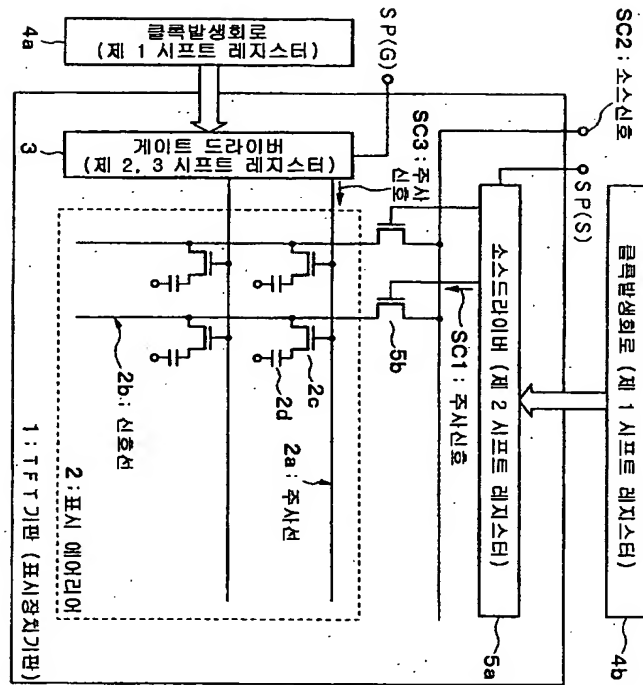 4a
클록발생회로
(제 1 시프트 레지스터)
SP(G)
SC2 : 소스신호
3
게이트 드라이버
(제 2, 3 시프트 레지스터)
SC3 : 주사
신호
SP(S)
소스드라이버 (제 2 시프트 레지스터)
5a
클록발생회로 (제 1 시프트 레지스터)
4b
5b
SC1 : 주사신호
2b : 신호선
2d
2c
2a : 주사선
2 : 표시 에어리어
1 : TFT기판 (표시장치기판)